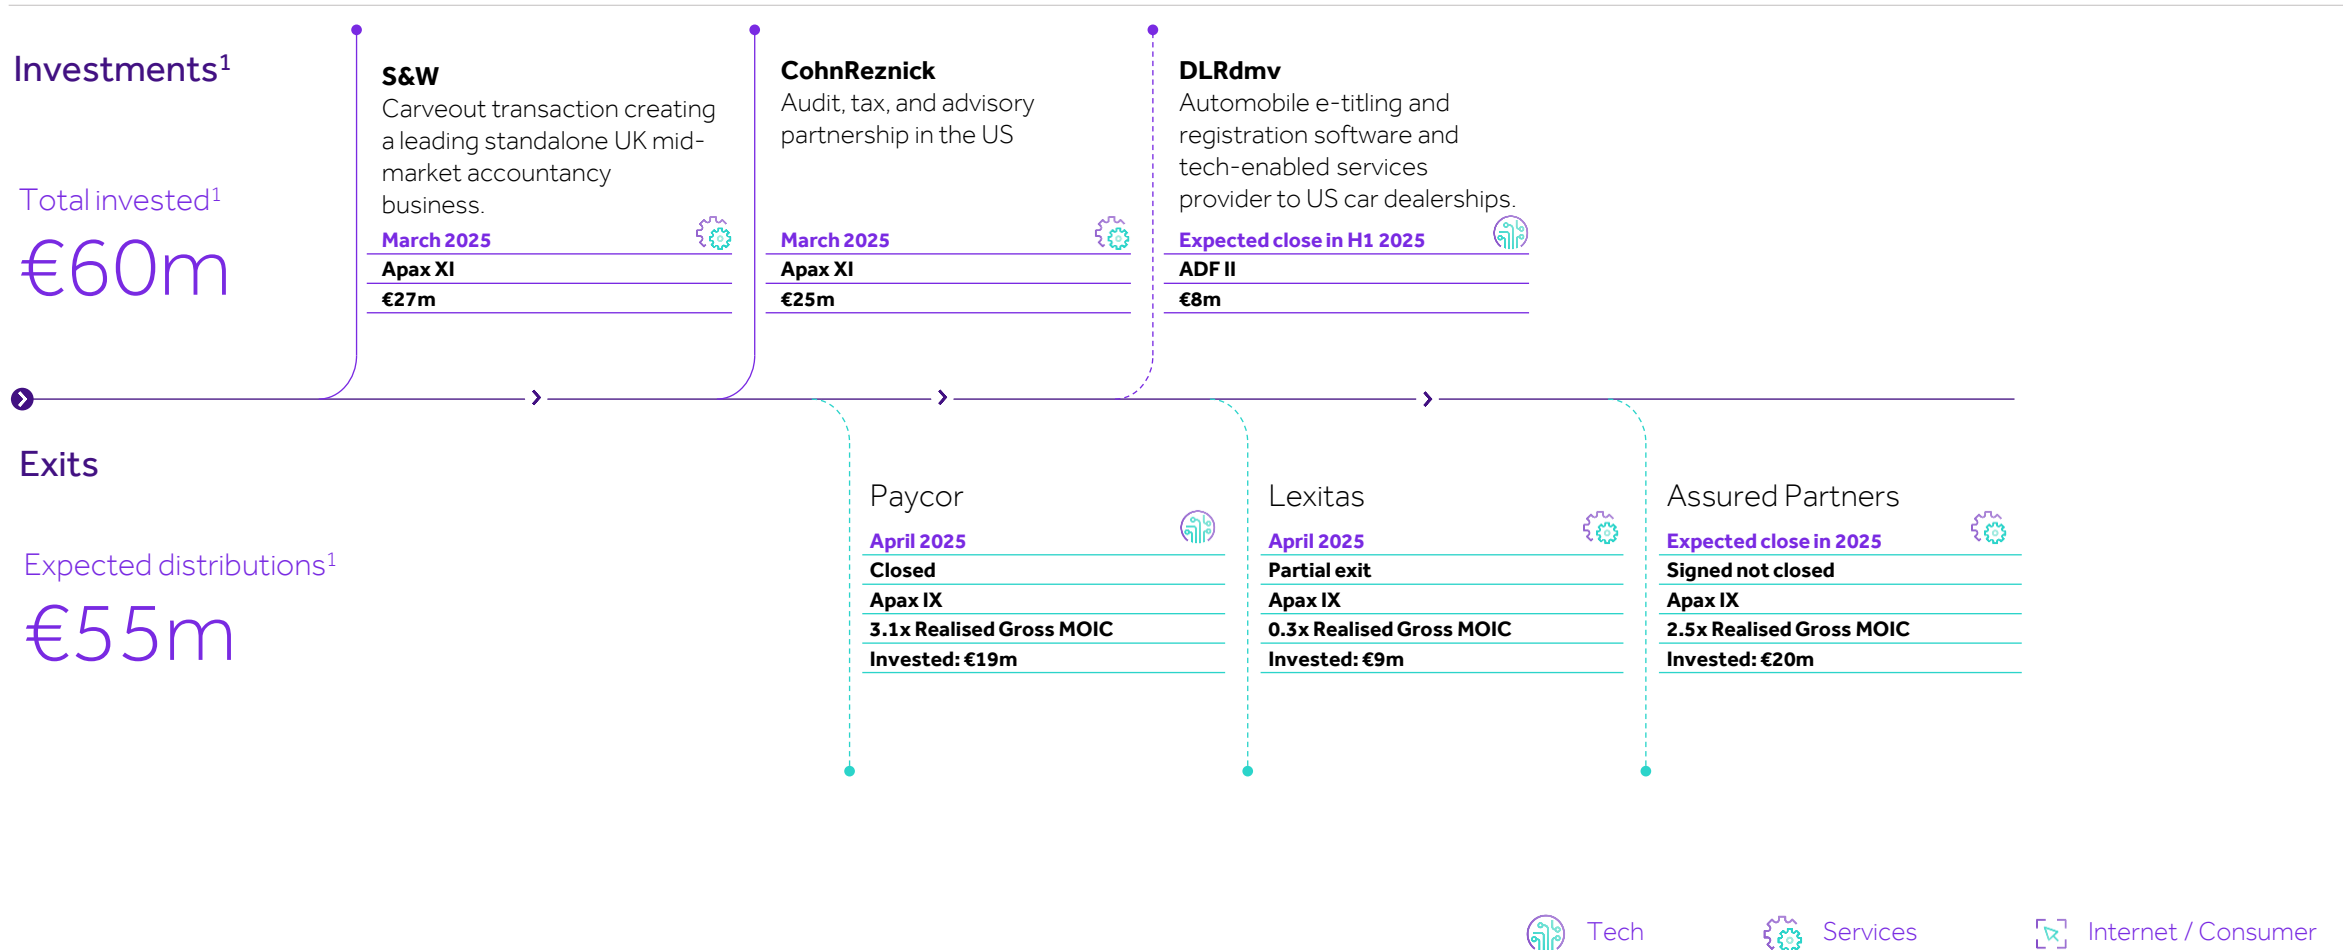 Investments¹
Total invested¹
€60m
S&W
Carveout transaction creating
a leading standalone UK mid-
market accountancy
business.
March 2025
Apax XI
€27m
CohnReznick
Audit, tax, and advisory
partnership in the US
March 2025
Apax XI
€25m
DLRdmv
Automobile e-titling and
registration software and
tech-enabled services
provider to US car dealerships.
Expected close in H1 2025
ADF II
€8m
Exits
Expected distributions¹
€55m
Paycor
April 2025
Closed
Apax IX
3.1x Realised Gross MOIC
Invested: €19m
Lexitas
April 2025
Partial exit
Apax IX
0.3x Realised Gross MOIC
Invested: €9m
Assured Partners
Expected close in 2025
Signed not closed
Apax IX
2.5x Realised Gross MOIC
Invested: €20m
Tech
Services
Internet / Consumer